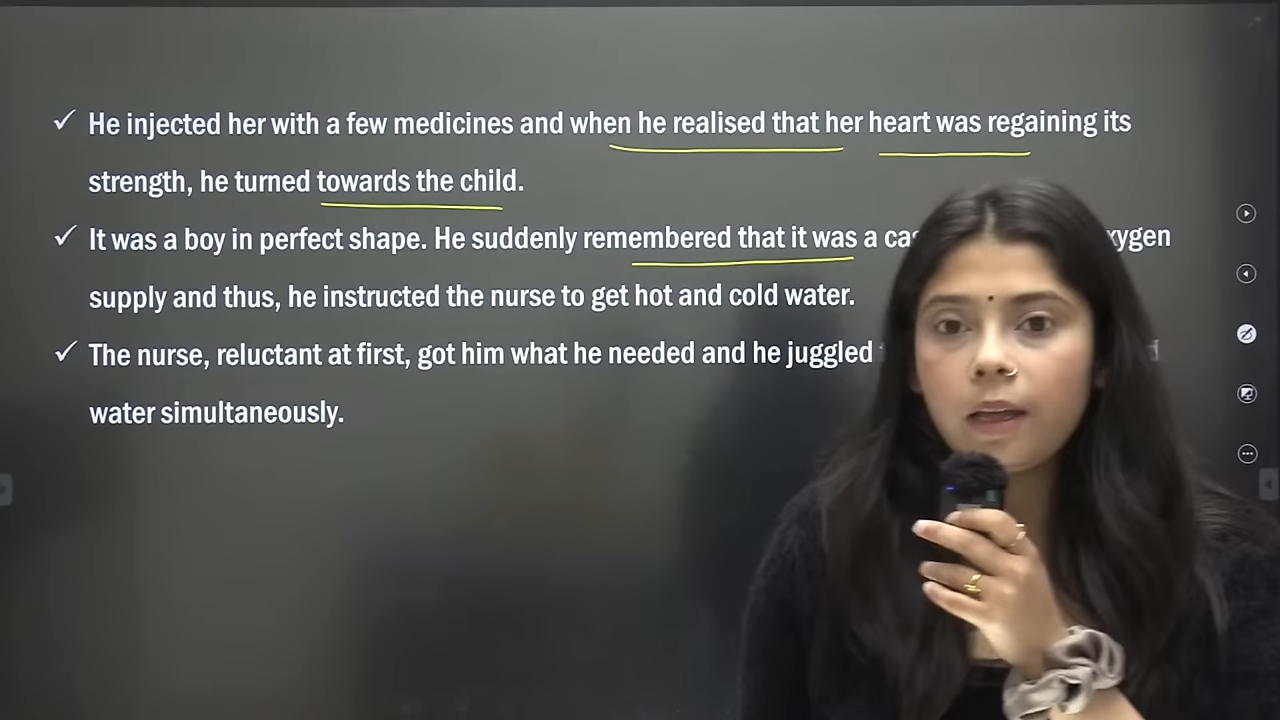 ✓ He injected her with a few medicines and when he realised that her heart was regaining its
strength, he turned towards the child.
✓ It was a boy in perfect shape. He suddenly remembered that it was a
supply and thus, he instructed the nurse to get hot and cold water.
✓ The nurse, reluctant at first, got him what he needed and he juggled
water simultaneously.